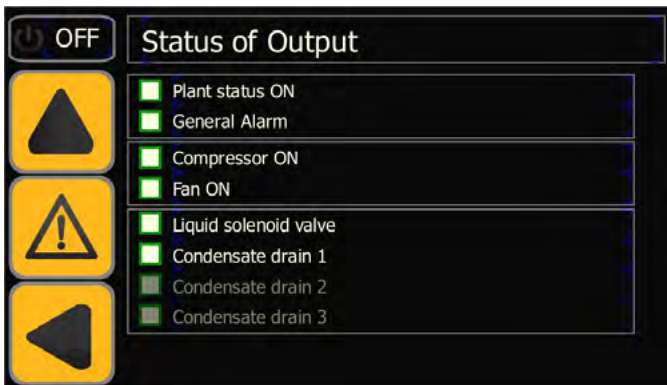 OFF
Status of Output
Plant status ON
General Alarm
Compressor ON
Fan ON
Liquid solenoid valve
Condensate drain 1
Condensate drain 2
Condensate drain 3